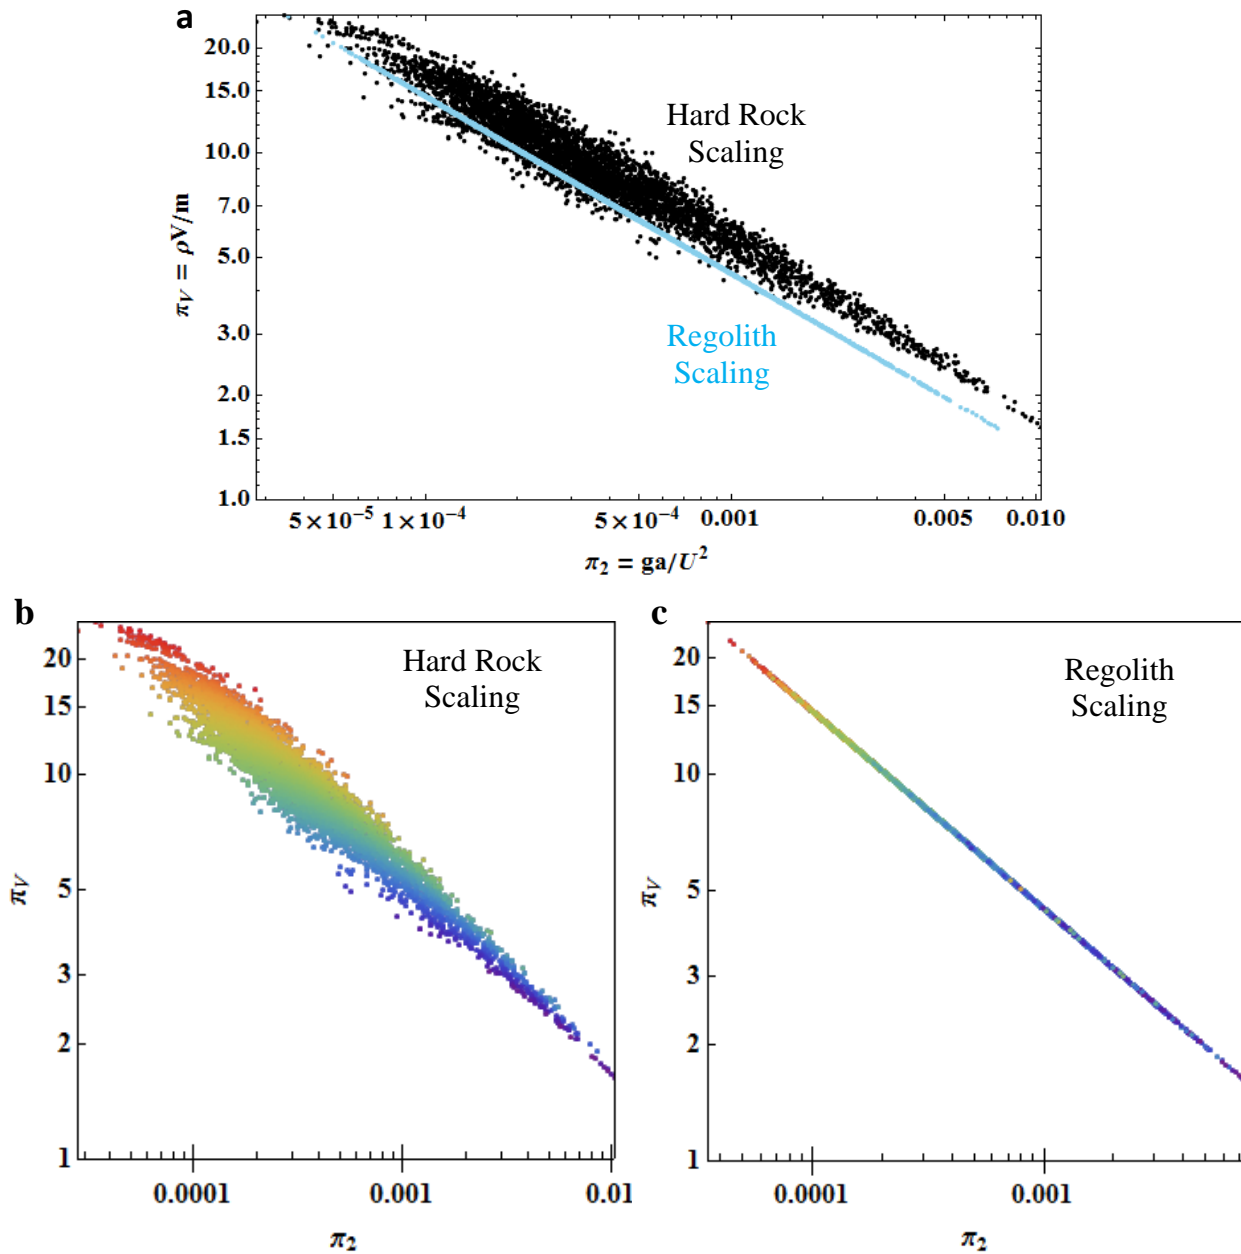 a
20.0
15.0
10.0
7.0
5.0
3.0
2.0
1.5
1.0
π_V = ρV/m
Hard Rock
Scaling
Regolith
Scaling
5×10⁻⁵ 1×10⁻⁴ 5×10⁻⁴ 0.001 0.005 0.010
π₂ = ga/U²
b
20
15
10
5
3
2
1
π_V
Hard Rock
Scaling
0.0001 0.001 0.01
π₂
c
20
15
10
5
3
2
1
π_V
Regolith
Scaling
0.0001 0.001
π₂